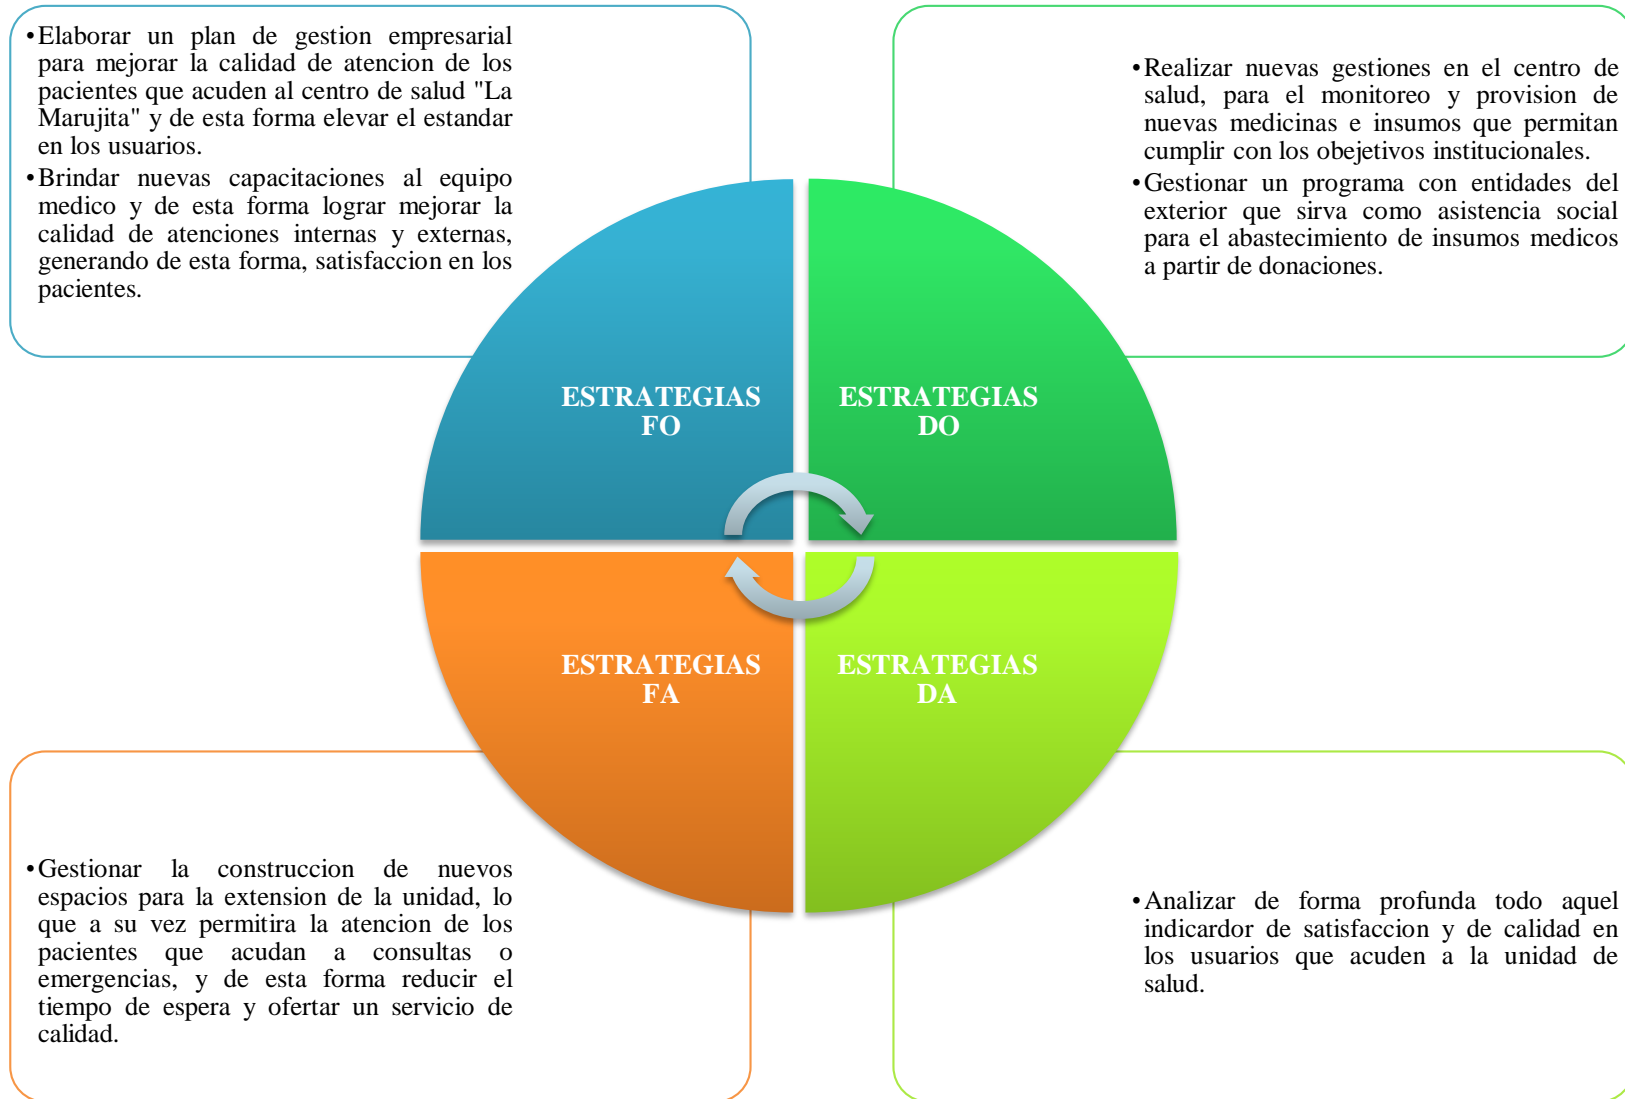 •Elaborar un plan de gestion empresarial
para mejorar la calidad de atencion de los
pacientes que acuden al centro de salud "La
Marujita" y de esta forma elevar el estandar
en los usuarios.
•Brindar nuevas capacitaciones al equipo
medico y de esta forma lograr mejorar la
calidad de atenciones internas y externas,
generando de esta forma, satisfaccion en los
pacientes.
•Realizar nuevas gestiones en el centro de
salud, para el monitoreo y provision de
nuevas medicinas e insumos que permitan
cumplir con los obejetivos institucionales.
•Gestionar un programa con entidades del
exterior que sirva como asistencia social
para el abastecimiento de insumos medicos
a partir de donaciones.
ESTRATEGIAS
FO
ESTRATEGIAS
DO
ESTRATEGIAS
FA
ESTRATEGIAS
DA
•Gestionar la construccion de nuevos
espacios para la extension de la unidad, lo
que a su vez permitira la atencion de los
pacientes que acudan a consultas o
emergencias, y de esta forma reducir el
tiempo de espera y ofertar un servicio de
calidad.
•Analizar de forma profunda todo aquel
indicardor de satisfaccion y de calidad en
los usuarios que acuden a la unidad de
salud.